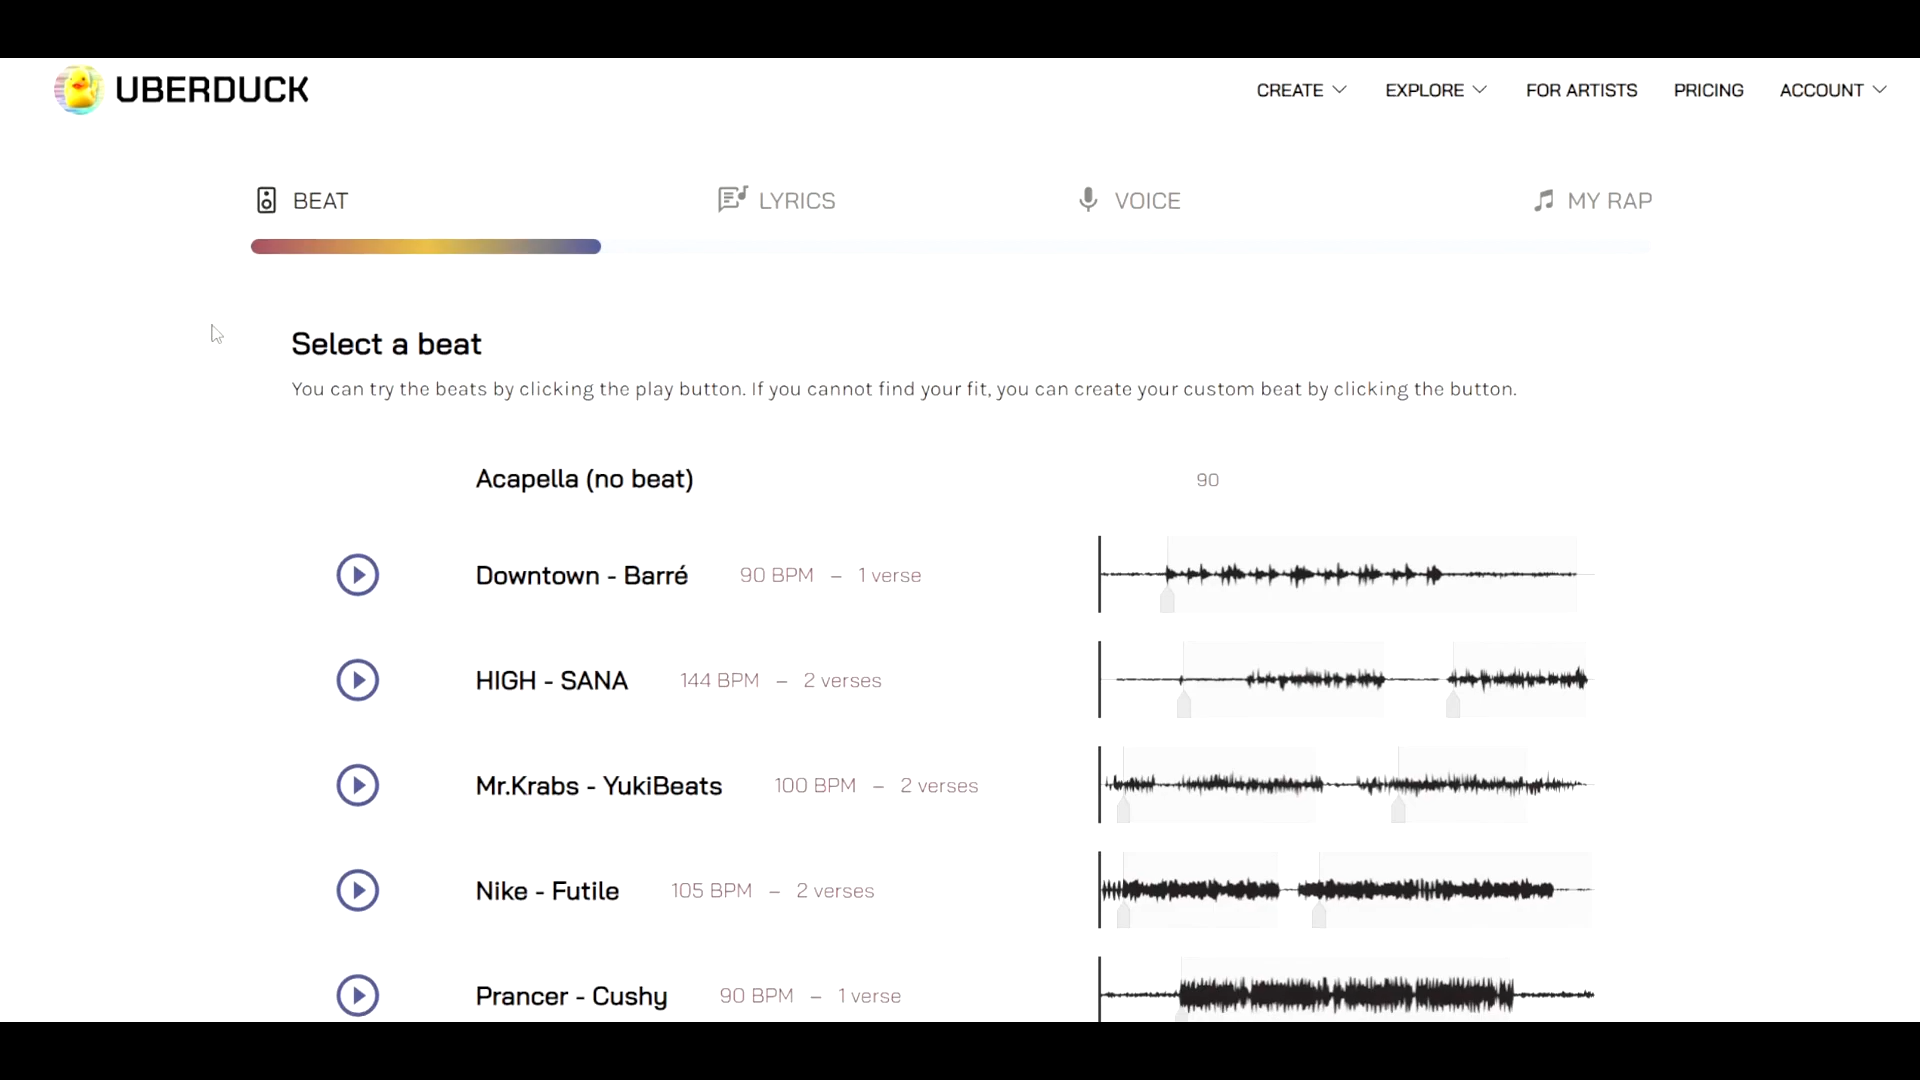 UBERDUCK
CREATE EXPLORE FOR ARTISTS PRICING ACCOUNT
BEAT LYRICS VOICE MY RAP
Select a beat
You can try the beats by clicking the play button. If you cannot find your fit, you can create your custom beat by clicking the button.
Acapella (no beat) 90
Downtown - Barré 90 BPM – 1 verse
HIGH - SANA 144 BPM – 2 verses
Mr.Krabs - YukiBeats 100 BPM – 2 verses
Nike - Futile 105 BPM – 2 verses
Prancer - Cushy 90 BPM – 1 verse